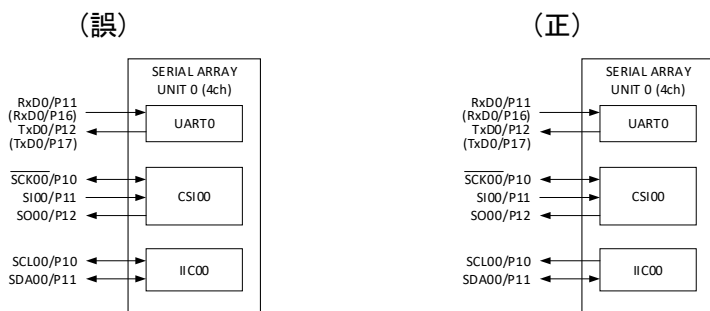 (誤)
SERIAL ARRAY
UNIT 0 (4ch)
RxD0/P11
(RxD0/P16)
TxD0/P12
(TxD0/P17)
UART0
SCK00/P10
SI00/P11
SO00/P12
CSI00
SCL00/P10
SDA00/P11
IIC00
(正)
SERIAL ARRAY
UNIT 0 (4ch)
RxD0/P11
(RxD0/P16)
TxD0/P12
(TxD0/P17)
UART0
SCK00/P10
SI00/P11
SO00/P12
CSI00
SCL00/P10
SDA00/P11
IIC00